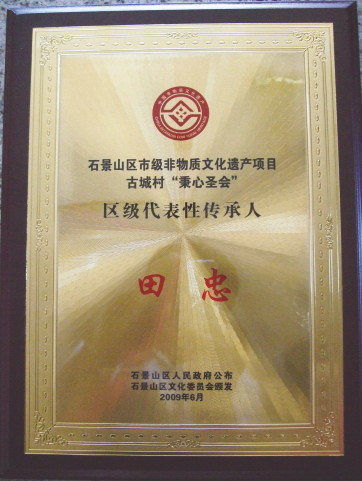 石景山区市级非物质文化遗产项目
古城村“秉心圣会”
区级代表性传承人
田 忠
石景山区人民政府公布
石景山区文化委员会颁发
2009年6月